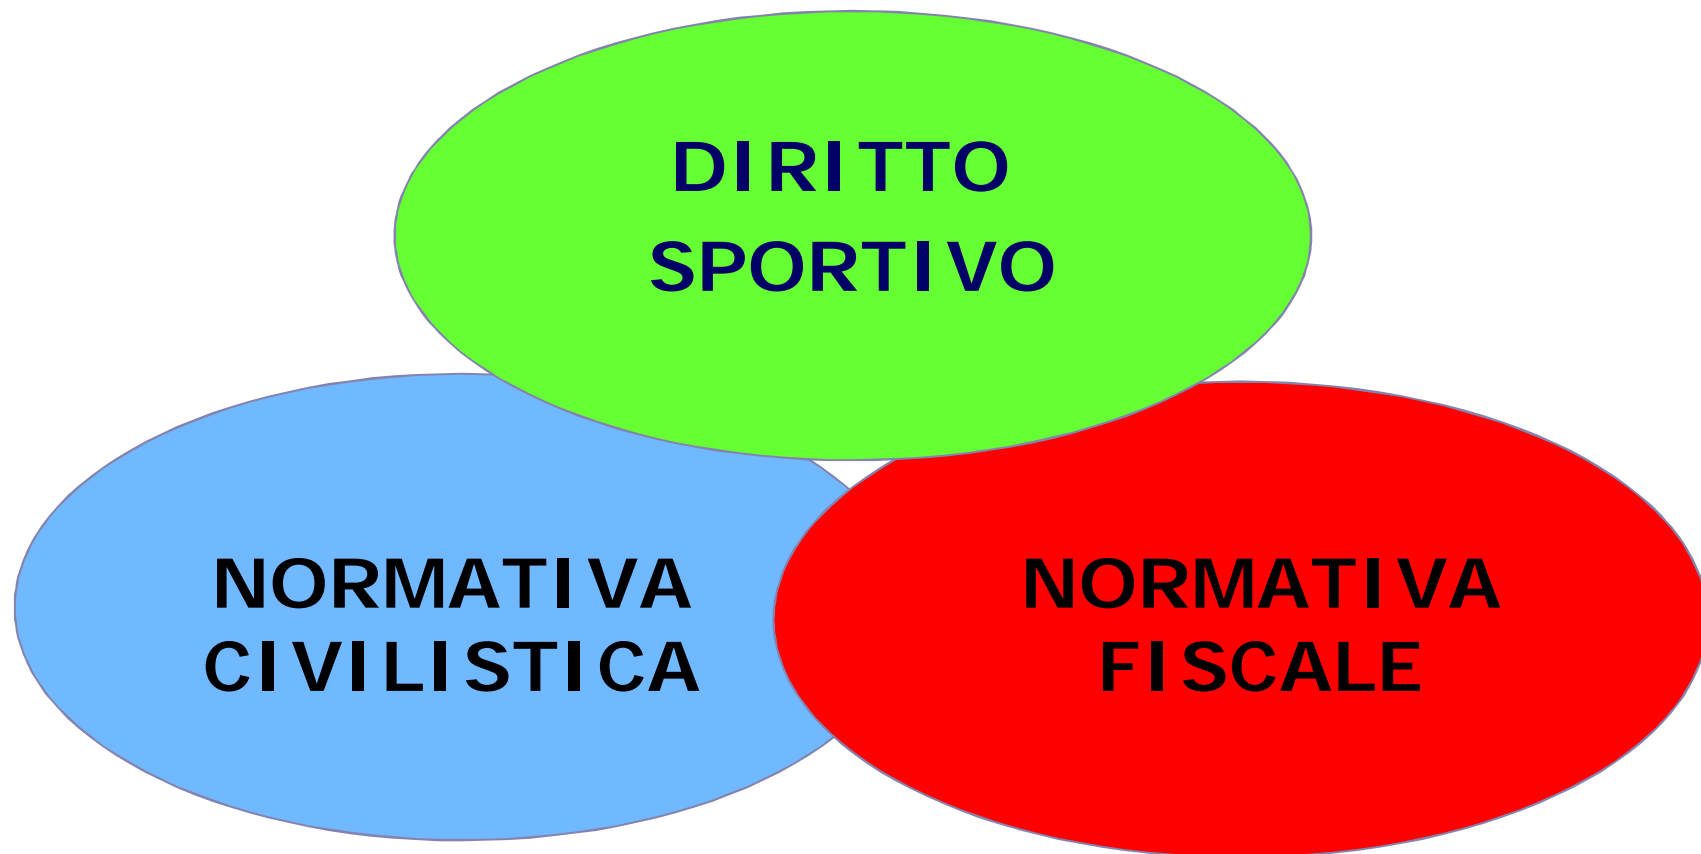 DIRITTO
SPORTIVO
NORMATIVA
CIVILISTICA
NORMATIVA
FISCALE